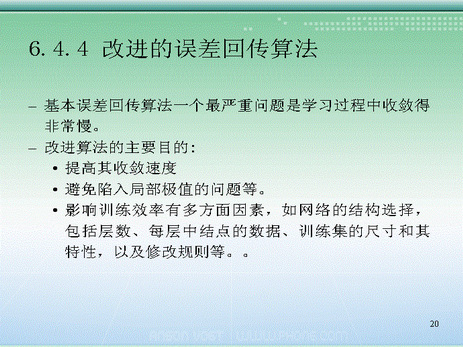 6.4.4 改进的误差回传算法
– 基本误差回传算法一个最严重问题是学习过程中收敛得
非常慢。
– 改进算法的主要目的:
• 提高其收敛速度
• 避免陷入局部极值的问题等。
• 影响训练效率有多方面因素，如网络的结构选择，
包括层数、每层中结点的数据、训练集的尺寸和其
特性，以及修改规则等。。
20